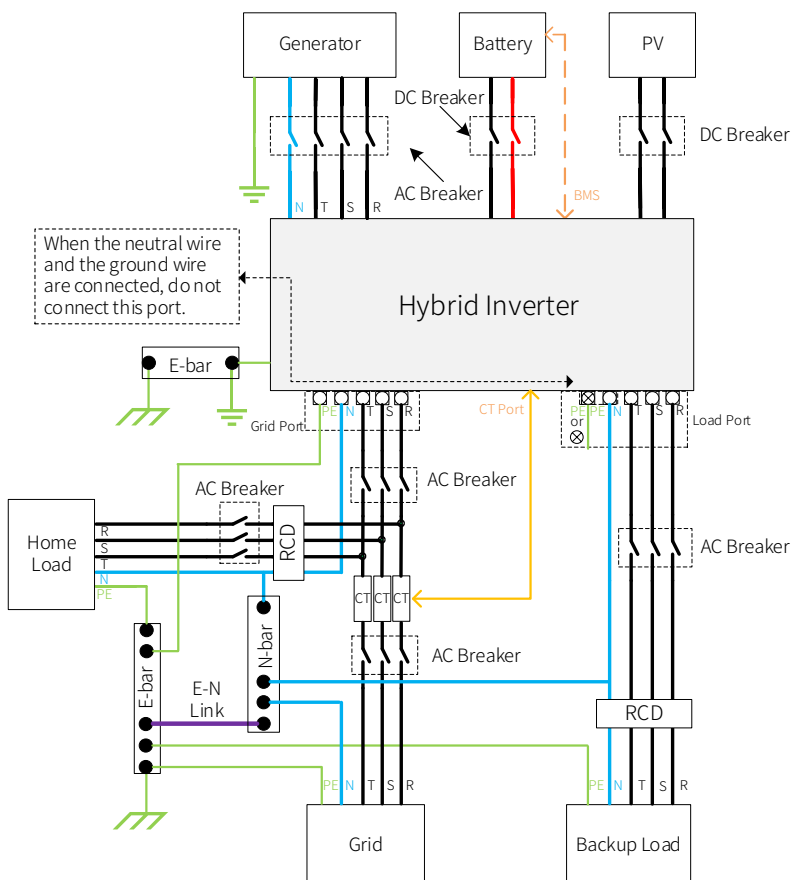 Generator
Battery
PV
DC Breaker
DC Breaker
AC Breaker
BMS
N T S R
When the neutral wire
and the ground wire
are connected, do not
connect this port.
Hybrid Inverter
E-bar
PE N T S R
Grid Port
CT Port
PE PE N T S R
or
Load Port
AC Breaker
AC Breaker
Home
Load
R
S
T
N
PE
RCD
AC Breaker
CT CT CT
N-bar
AC Breaker
E-bar
E-N
Link
RCD
PE N T S R
PE N T S R
Grid
Backup Load